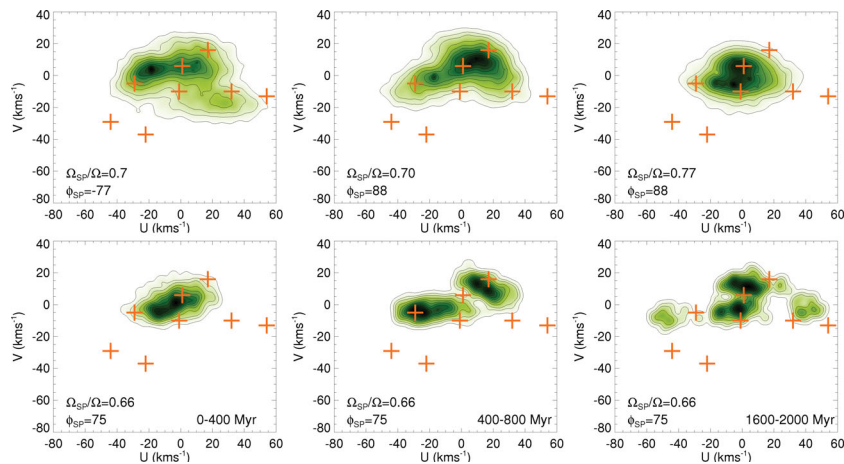 V (kms⁻¹)
40
20
0
-20
-40
-60
-80
Ω_SP/Ω=0.7
ϕ_SP=-77
-80 -60 -40 -20 0 20 40 60
U (kms⁻¹)
V (kms⁻¹)
40
20
0
-20
-40
-60
-80
Ω_SP/Ω=0.70
ϕ_SP=88
-80 -60 -40 -20 0 20 40 60
U (kms⁻¹)
V (kms⁻¹)
40
20
0
-20
-40
-60
-80
Ω_SP/Ω=0.77
ϕ_SP=88
-80 -60 -40 -20 0 20 40 60
U (kms⁻¹)
V (kms⁻¹)
40
20
0
-20
-40
-60
-80
Ω_SP/Ω=0.66
ϕ_SP=75 0-400 Myr
-80 -60 -40 -20 0 20 40 60
U (kms⁻¹)
V (kms⁻¹)
40
20
0
-20
-40
-60
-80
Ω_SP/Ω=0.66
ϕ_SP=75 400-800 Myr
-80 -60 -40 -20 0 20 40 60
U (kms⁻¹)
V (kms⁻¹)
40
20
0
-20
-40
-60
-80
Ω_SP/Ω=0.66
ϕ_SP=75 1600-2000 Myr
-80 -60 -40 -20 0 20 40 60
U (kms⁻¹)